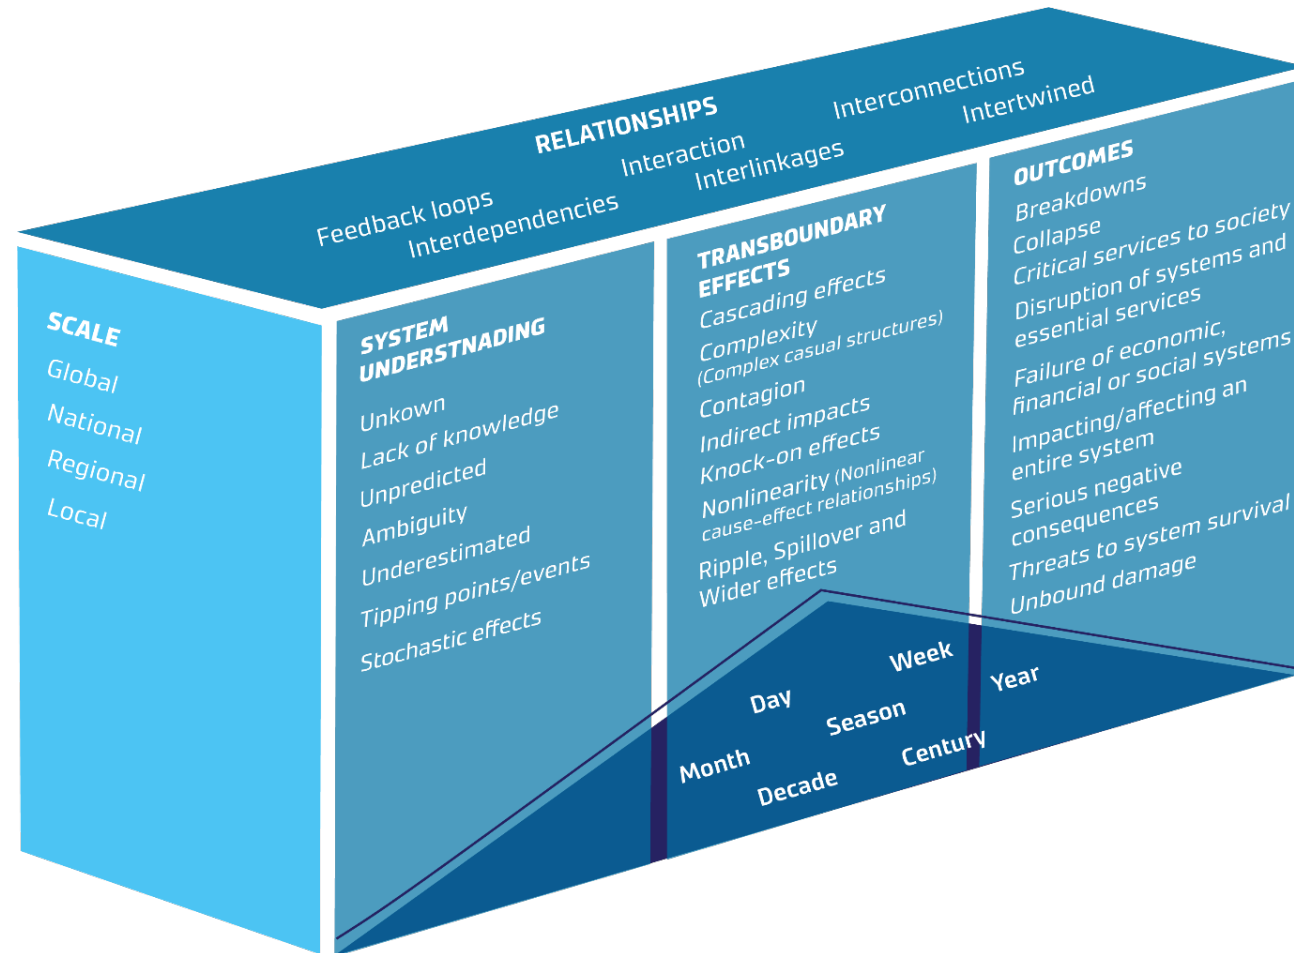 RELATIONSHIPS
Interconnections
Intertwined
Interaction
Interlinkages
Feedback loops
Interdependencies
SCALE
Global
National
Regional
Local
SYSTEM
UNDERSTNADING
Unkown
Lack of knowledge
Unpredicted
Ambiguity
Underestimated
Tipping points/events
Stochastic effects
TRANSBOUNDARY
EFFECTS
Cascading effects
Complexity
(Complex casual structures)
Contagion
Indirect impacts
Knock-on effects
Nonlinearity (Nonlinear
cause-effect relationships)
Ripple, Spillover and
Wider effects
OUTCOMES
Breakdowns
Collapse
Critical services to society
Disruption of systems and
essential services
Failure of economic,
financial or social systems
Impacting/affecting an
entire system
Serious negative
consequences
Threats to system survival
Unbound damage
Day
Week
Year
Month
Season
Decade
Century